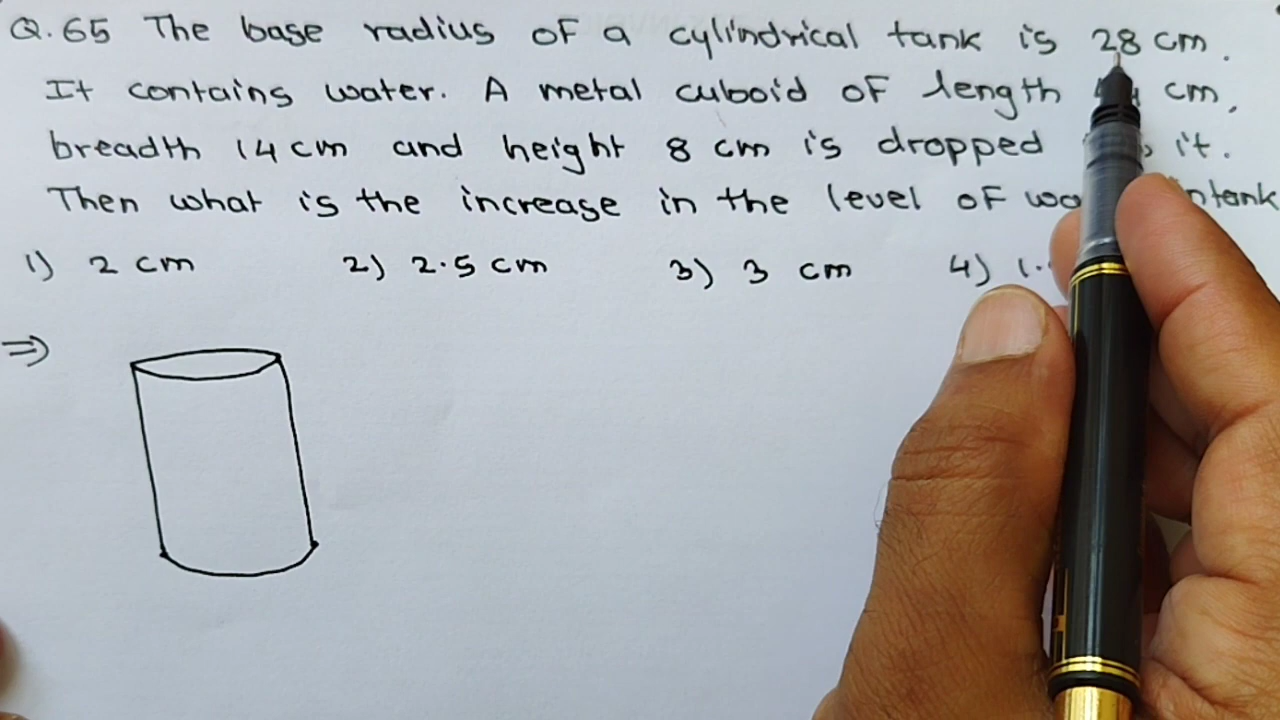 Q.65 The base radius of a cylindrical tank is 28 cm.
It contains water. A metal cuboid of length cm,
breadth 14 cm and height 8 cm is dropped it.
Then what is the increase in the level of tank
1) 2 cm 2) 2.5 cm 3) 3 cm 4)
⇒